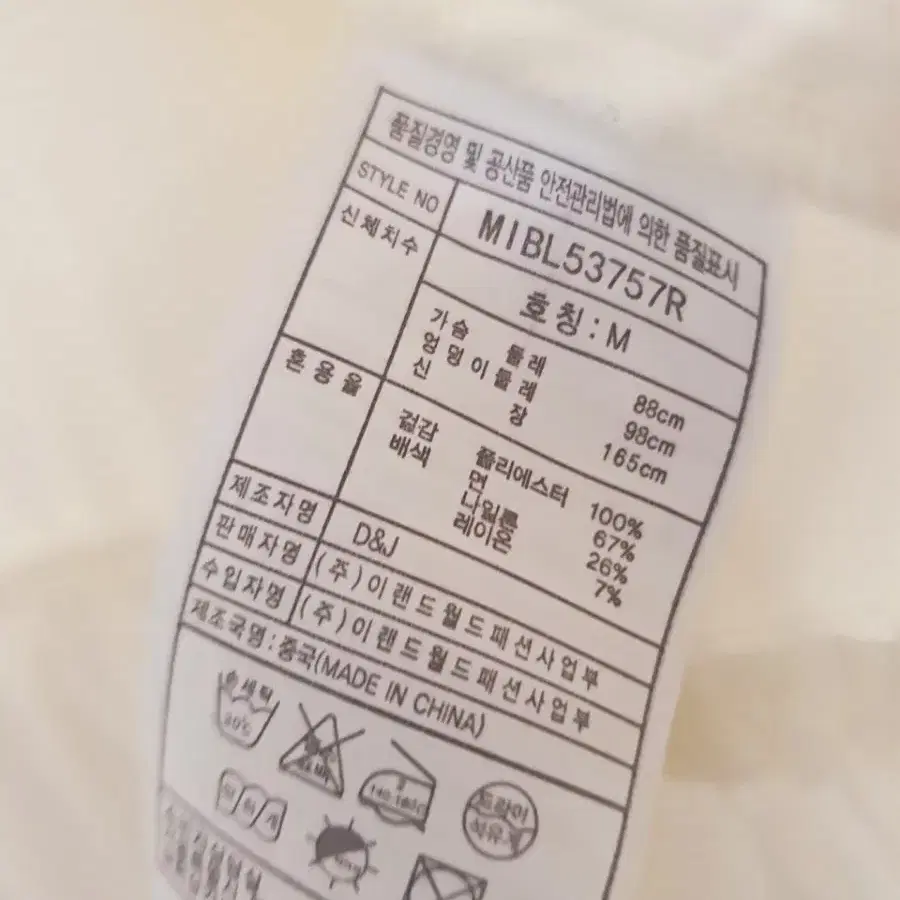 품질경영 및 공산품 안전관리법에 의한 품질표시
STYLE NO MIBL53757R
신체치수 호칭 : M
가슴 둘레 88cm
엉덩이둘레 98cm
신 장 165cm
혼용율 겉감 폴리에스터 100%
배색 면 67%
나일론 26%
레이온 7%
제조자명 D&J
판매자명 (주)이랜드월드패션사업부
수입자명 (주)이랜드월드패션사업부
제조국명 : 중국(MADE IN CHINA)
손세탁
드라이
석유계